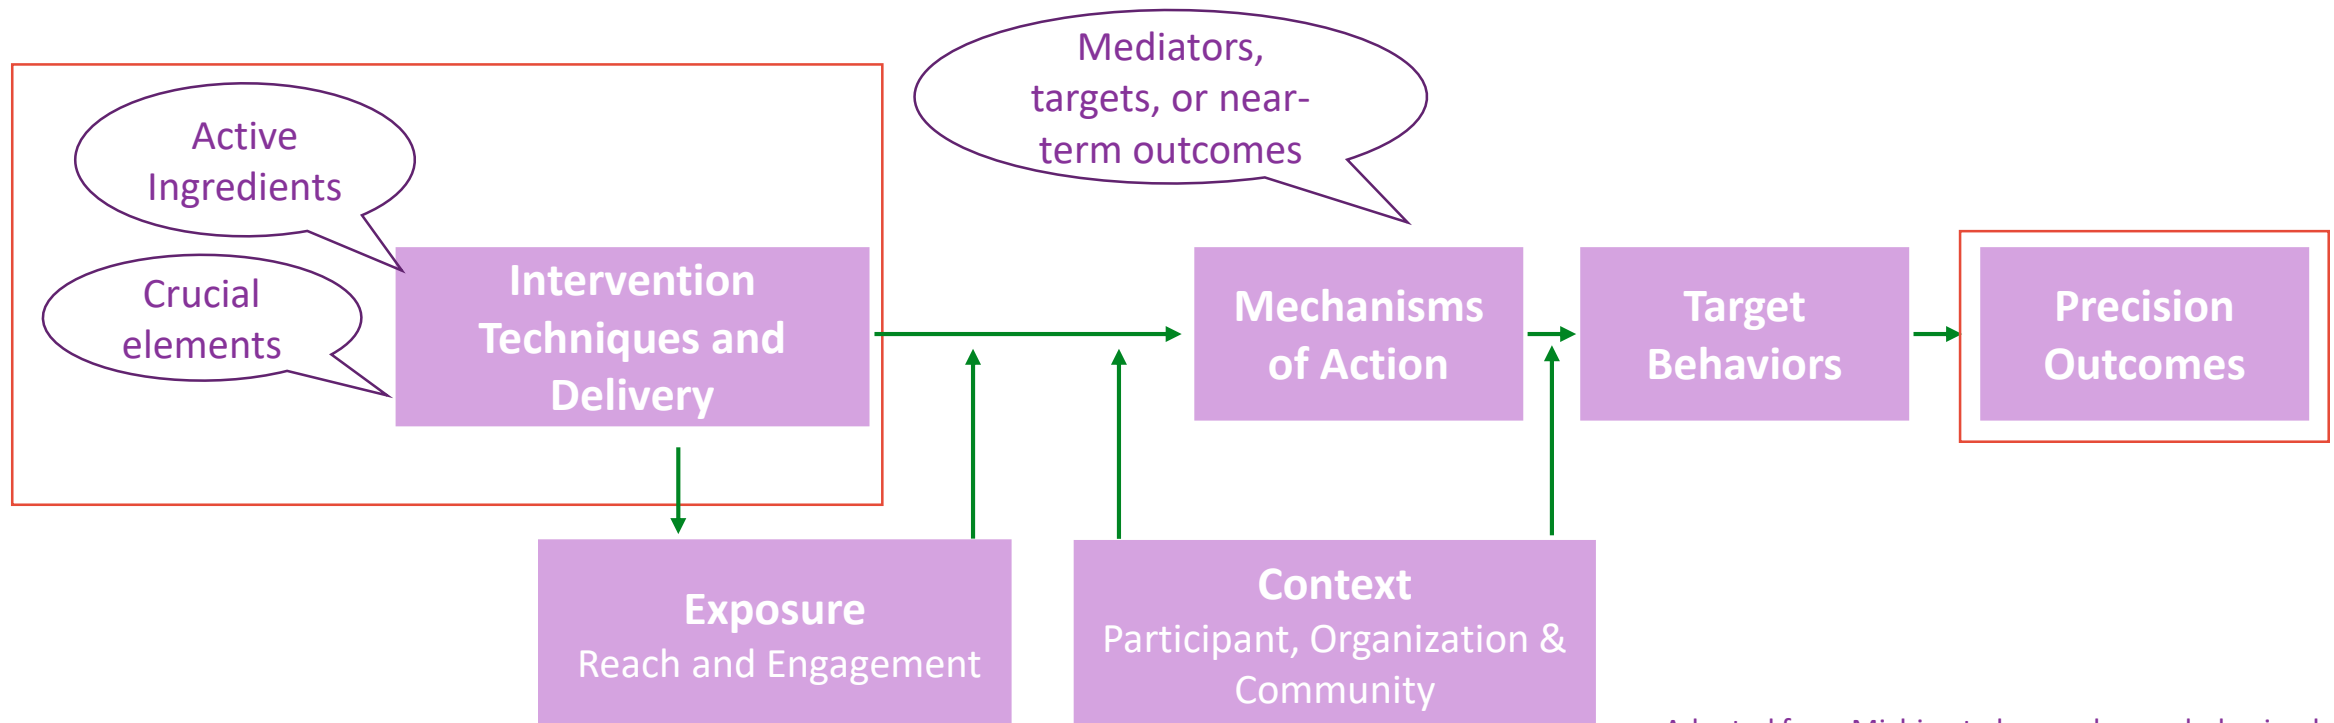 Mediators,
targets, or near-
term outcomes
Active
Ingredients
Crucial
elements
Intervention
Techniques and
Delivery
Mechanisms
of Action
Target
Behaviors
Precision
Outcomes
Exposure
Reach and Engagement
Context
Participant, Organization &
Community